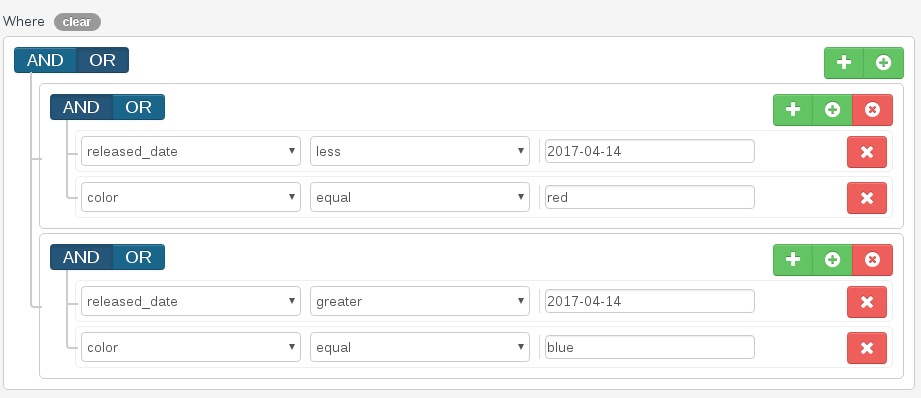 Where clear
AND OR
AND OR
released_date less 2017-04-14
color equal red
AND OR
released_date greater 2017-04-14
color equal blue